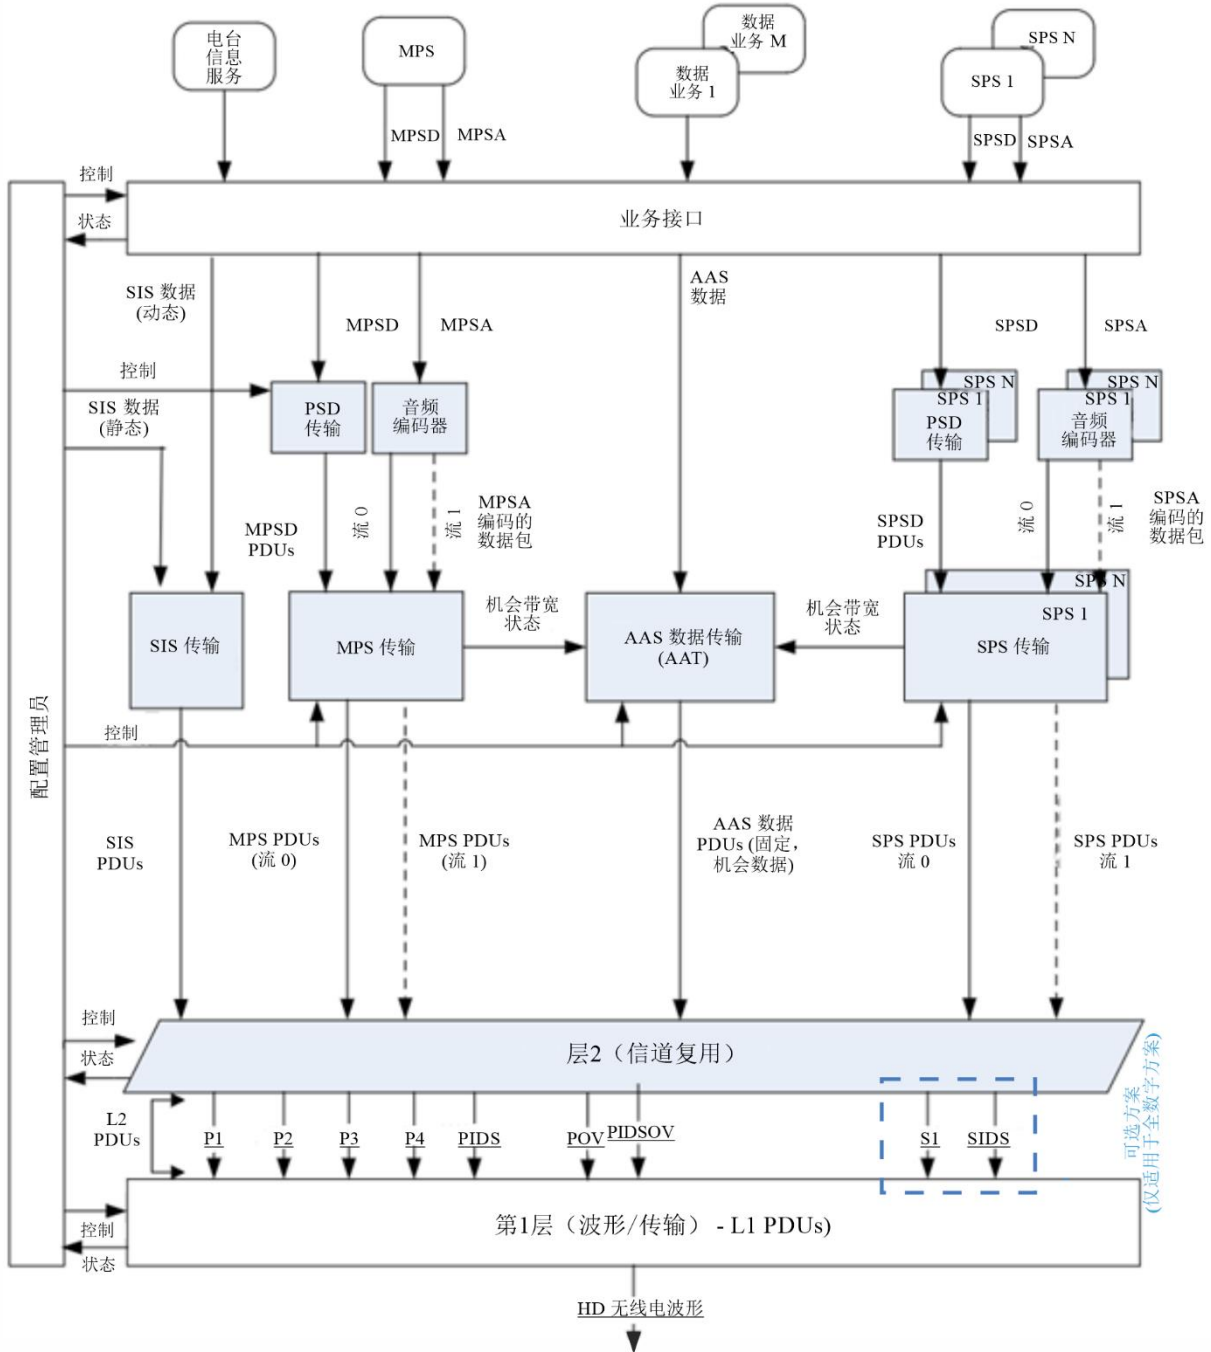 电台
信息
服务
MPS
数据
业务 M
数据
业务 1
SPS N
SPS 1
MPSD
MPSA
SPSD
SPSA
控制
状态
业务接口
SIS 数据
(动态)
MPSD
MPSA
AAS
数据
SPSD
SPSA
控制
SIS 数据
(静态)
PSD
传输
音频
编码器
SPS N
SPS 1
PSD
传输
SPS N
SPS 1
音频
编码器
MPSD
PDUs
流 0
流 1
MPSA
编码的
数据包
SPSD
PDUs
流 0
流 1
SPSA
编码的
数据包
SIS 传输
MPS 传输
机会带宽
状态
AAS 数据传输
(AAT)
机会带宽
状态
SPS N
SPS 1
SPS 传输
配置管理员
控制
SIS
PDUs
MPS PDUs
(流 0)
MPS PDUs
(流 1)
AAS 数据
PDUs (固定，
机会数据)
SPS PDUs
流 0
SPS PDUs
流 1
控制
状态
层2（信道复用）
L2
PDUs
P1
P2
P3
P4
PIDS
POV
PIDSOV
S1
SIDS
可选方案
(仅适用于全数字方案)
控制
状态
第1层（波形/传输） - L1 PDUs)
HD 无线电波形